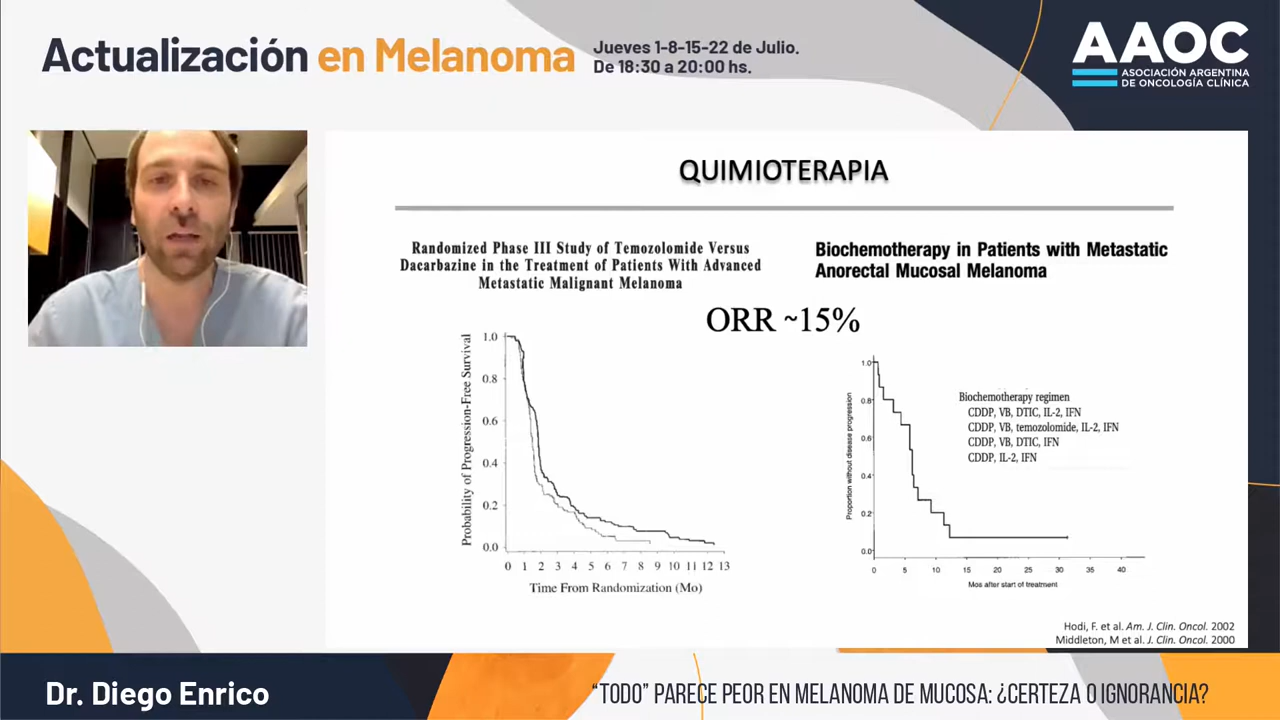 Actualización en Melanoma
Jueves 1-8-15-22 de Julio.
De 18:30 a 20:00 hs.
AAOC
ASOCIACIÓN ARGENTINA
DE ONCOLOGÍA CLÍNICA
QUIMIOTERAPIA
Randomized Phase III Study of Temozolomide Versus
Dacarbazine in the Treatment of Patients With Advanced
Metastatic Malignant Melanoma
Biochemotherapy in Patients with Metastatic
Anorectal Mucosal Melanoma
ORR ~15%
Probability of Progression-Free Survival
1.0
0.8
0.6
0.4
0.2
0.0
0 1 2 3 4 5 6 7 8 9 10 11 12 13
Time From Randomization (Mo)
Proportion without disease progression
1.0
0.8
0.6
0.4
0.2
0.0
0 5 10 15 20 25 30 35 40
Mos after start of treatment
Biochemotherapy regimen
CDDP, VB, DTIC, IL-2, IFN
CDDP, VB, temozolomide, IL-2, IFN
CDDP, VB, DTIC, IFN
CDDP, IL-2, IFN
Hodi, F. et al. Am. J. Clin. Oncol. 2002
Middleton, M et al. J. Clin. Oncol. 2000
Dr. Diego Enrico
“TODO” PARECE PEOR EN MELANOMA DE MUCOSA: ¿CERTEZA O IGNORANCIA?